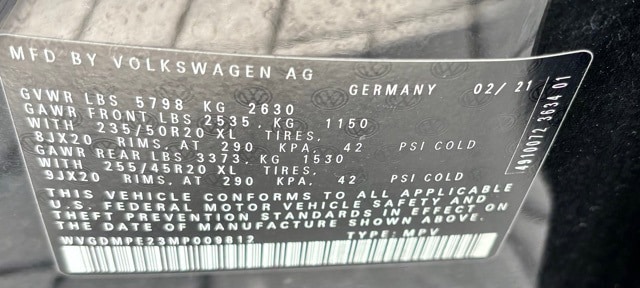 MFD BY VOLKSWAGEN AG
GERMANY 02/21
GVWR LBS 5798 KG 2630
GAWR FRONT LBS 2535, KG 1150
WITH 235/50R20 XL TIRES,
8JX20 RIMS, AT 290 KPA, 42 PSI COLD
GAWR REAR LBS 3373, KG 1530
WITH 255/45R20 XL TIRES,
9JX20 RIMS, AT 290 KPA, 42 PSI COLD
THIS VEHICLE CONFORMS TO ALL APPLICABLE
U.S. FEDERAL MOTOR VEHICLE SAFETY AND
THEFT PREVENTION STANDARDS IN EFFECT ON
THE DATE OF MANUFACTURE SHOWN ABOVE.
WVGDMPE23MP009812 TYPE: MPV